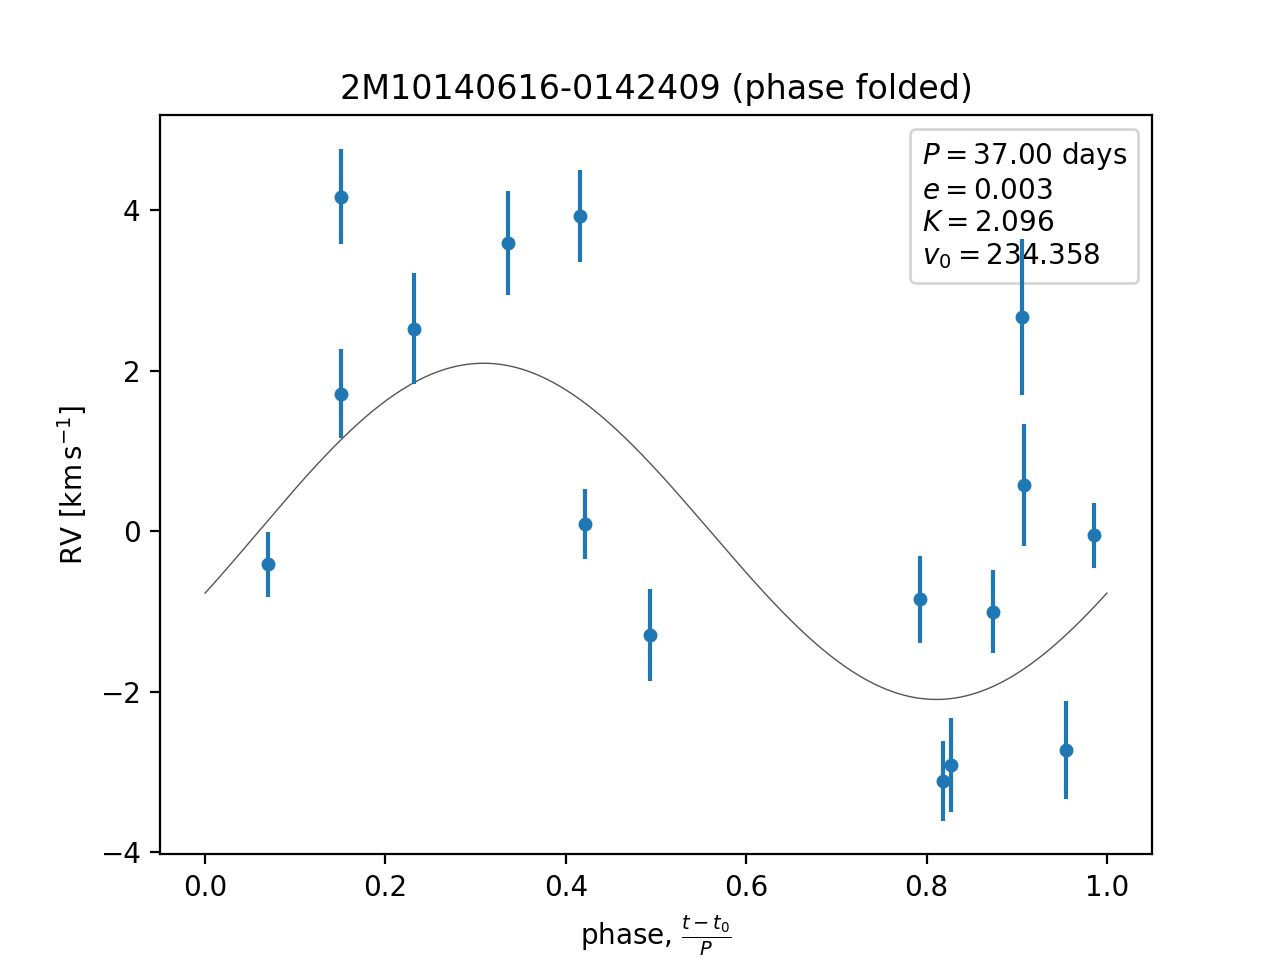 2M10140616-0142409 (phase folded)
P = 37.00 days
e = 0.003
K = 2.096
v₀ = 234.358
RV [km s⁻¹]
4
2
0
−2
−4
0.0 0.2 0.4 0.6 0.8 1.0
phase, (t − t₀)/P